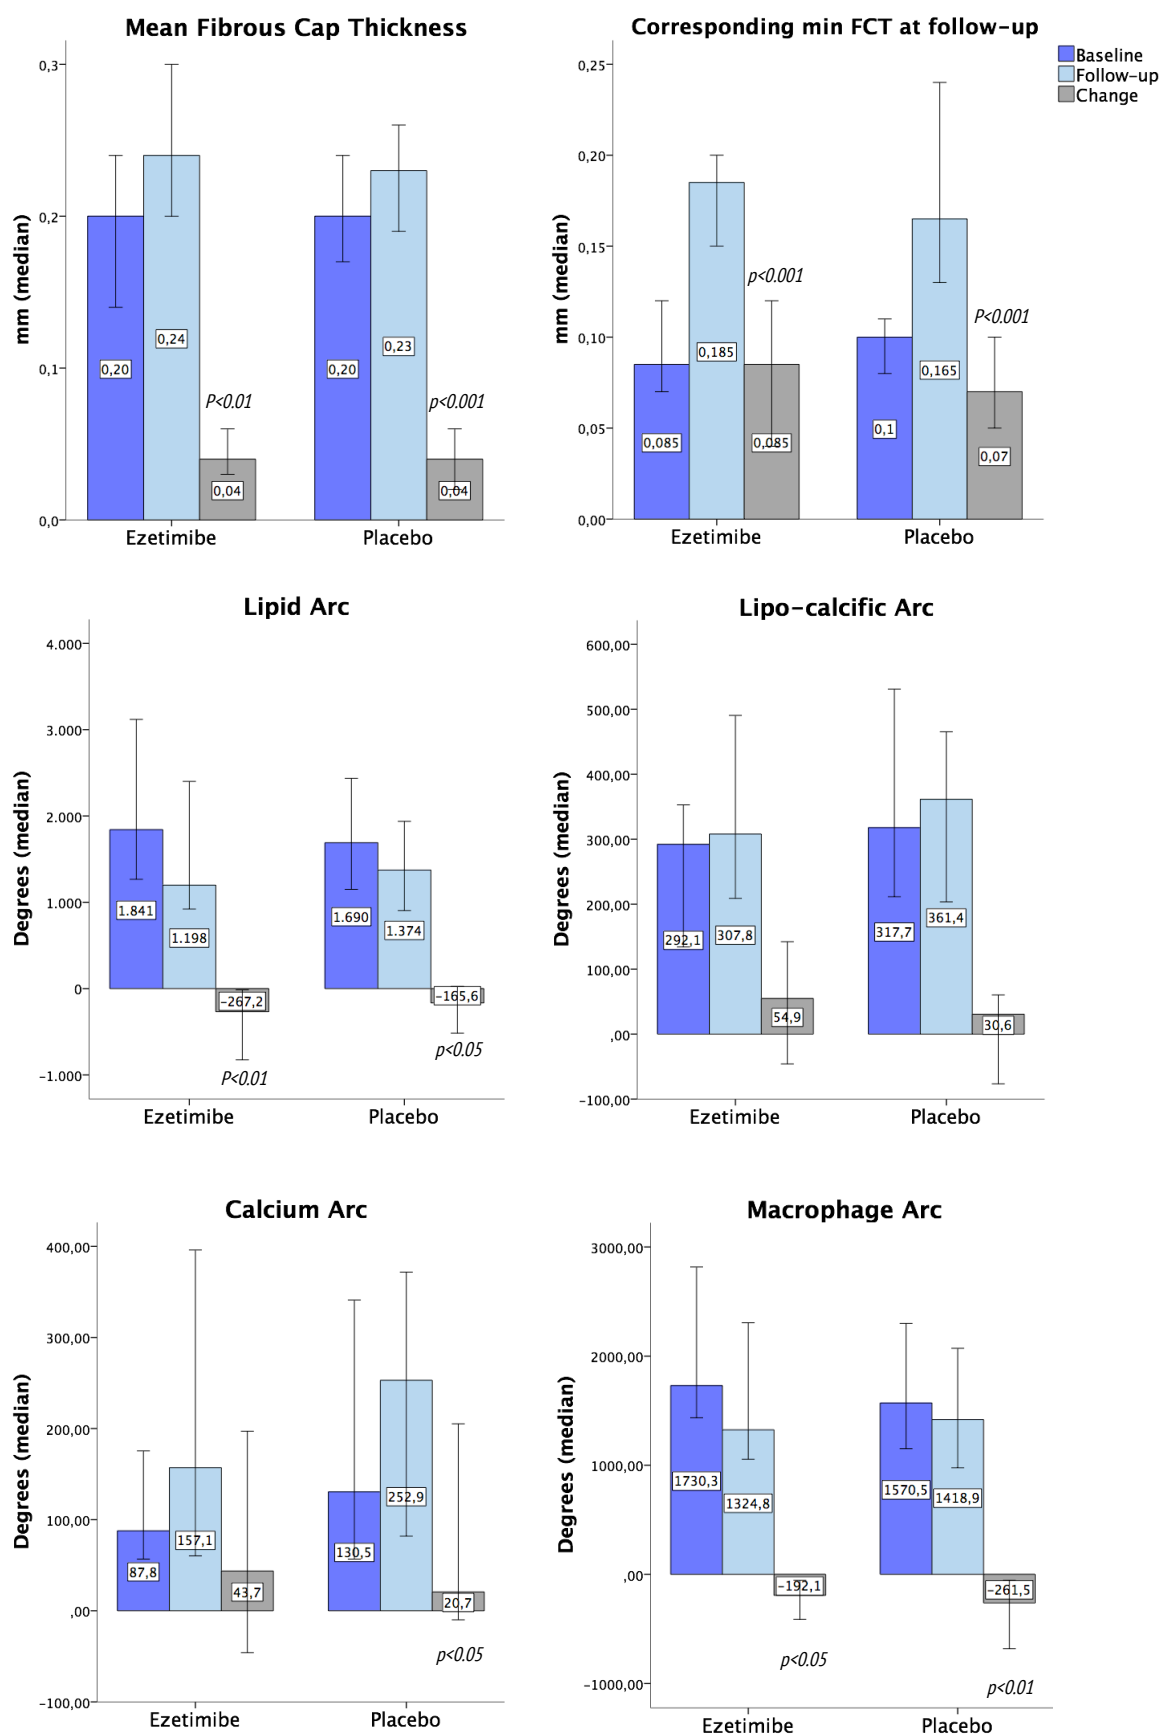 Mean Fibrous Cap Thickness
mm (median)
0,3
0,2
0,1
0,0
0,20
0,24
P<0.01
0,04
0,20
0,23
p<0.001
0,04
Ezetimibe
Placebo
Corresponding min FCT at follow-up
Baseline
Follow-up
Change
mm (median)
0,25
0,20
0,15
0,10
0,05
0,00
0,085
0,185
p<0.001
0,085
0,1
0,165
P<0.001
0,07
Ezetimibe
Placebo
Lipid Arc
Degrees (median)
4.000
3.000
2.000
1.000
0
-1.000
1.841
1.198
-267,2
P<0.01
1.690
1.374
-165,6
p<0.05
Ezetimibe
Placebo
Lipo-calcific Arc
Degrees (median)
600,00
500,00
400,00
300,00
200,00
100,00
,00
-100,00
292,1
307,8
54,9
317,7
361,4
30,6
Ezetimibe
Placebo
Calcium Arc
Degrees (median)
400,00
300,00
200,00
100,00
,00
-100,00
87,8
157,1
43,7
130,5
252,9
20,7
p<0.05
Ezetimibe
Placebo
Macrophage Arc
Degrees (median)
3000,00
2000,00
1000,00
,00
-1000,00
1730,3
1324,8
-192,1
p<0.05
1570,5
1418,9
-261,5
p<0.01
Ezetimibe
Placebo